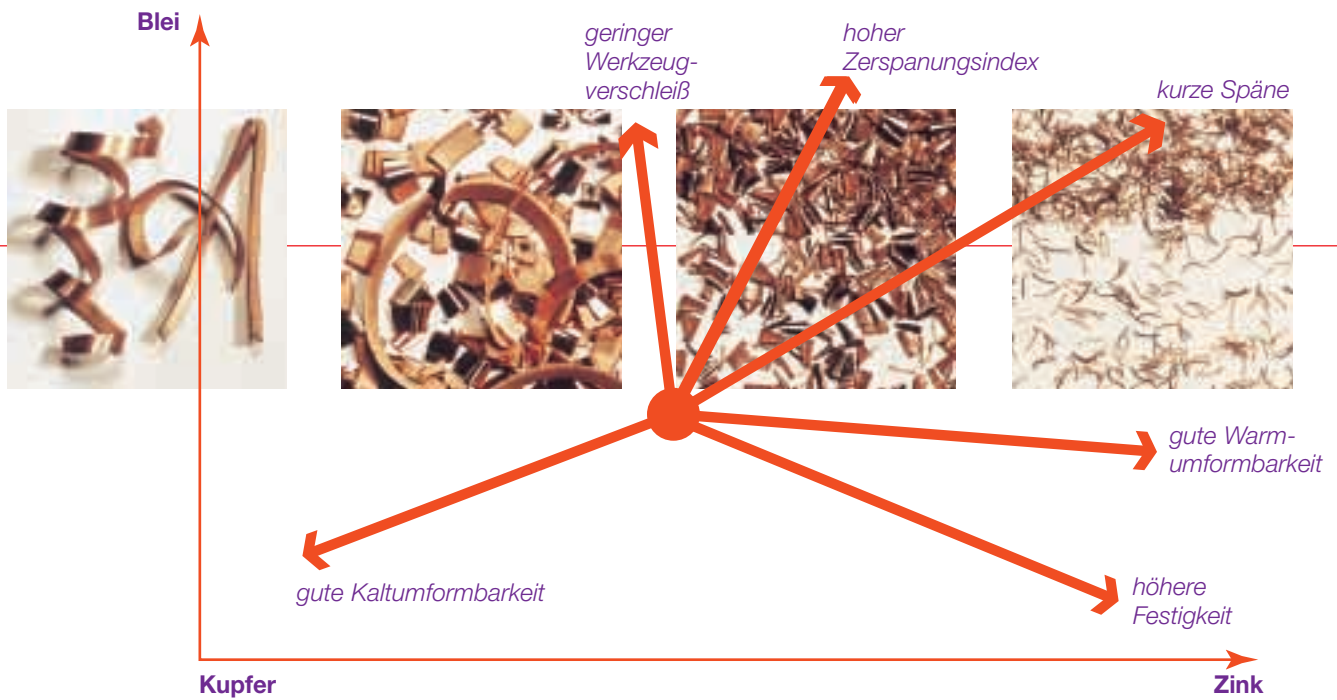 Blei
geringer
Werkzeug-
verschleiß
hoher
Zerspanungsindex
kurze Späne
gute Warm-
umformbarkeit
gute Kaltumformbarkeit
höhere
Festigkeit
Kupfer
Zink